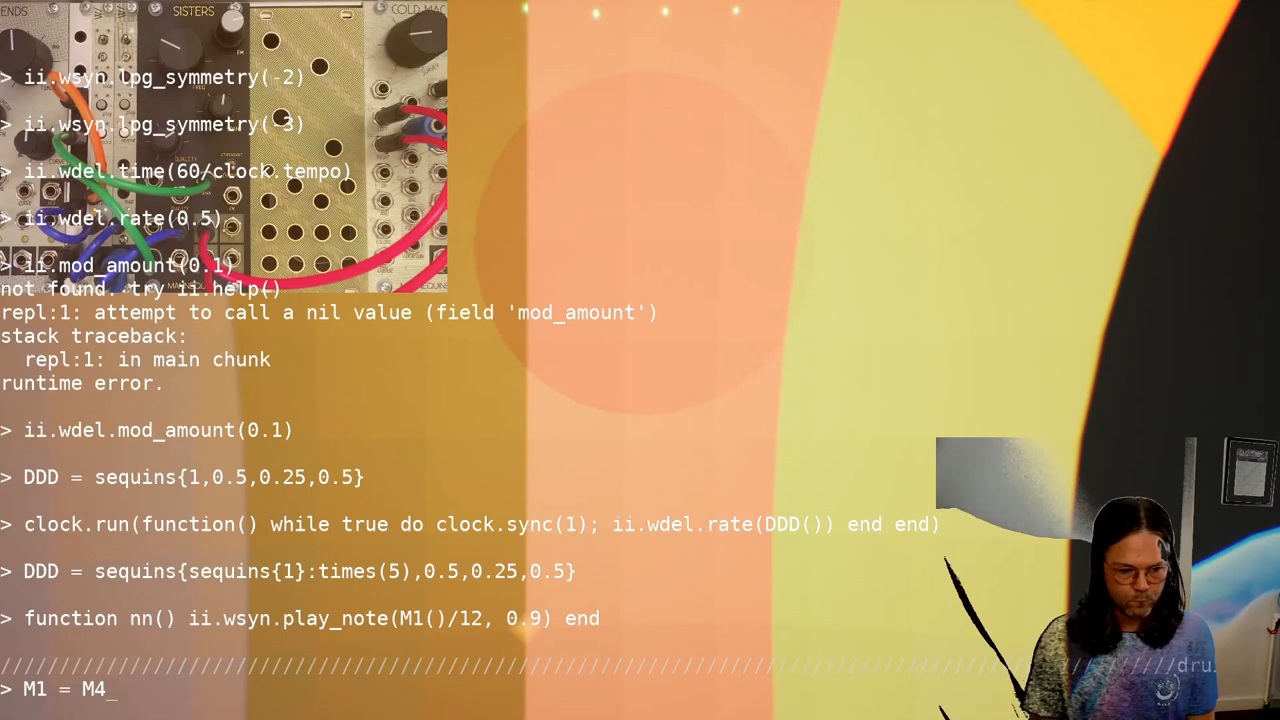 ENDS
SISTERS
COLD MAC
> ii.wsyn.lpg_symmetry(-2)
> ii.wsyn.lpg_symmetry(-3)
> ii.wdel.time(60/clock.tempo)
> ii.wdel.rate(0.5)
> ii.mod_amount(0.1)
not found. try ii.help()
repl:1: attempt to call a nil value (field 'mod_amount')
stack traceback:
  repl:1: in main chunk
runtime error.
> ii.wdel.mod_amount(0.1)
> DDD = sequins{1,0.5,0.25,0.5}
> clock.run(function() while true do clock.sync(1); ii.wdel.rate(DDD()) end end)
> DDD = sequins{sequins{1}:times(5),0.5,0.25,0.5}
> function nn() ii.wsyn.play_note(M1()/12, 0.9) end
////////////////////////////////////////////////////////////////////////////////////////////////////dru.
> M1 = M4_